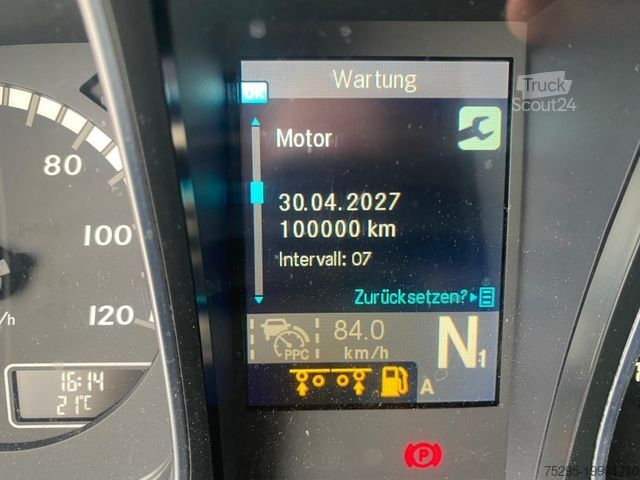 Wartung
Truck
Scout24
OK
Motor
80
30.04.2027
100000 km
100
Intervall: 07
Zurücksetzen?
120
84.0
N1
PPC
km/h
16:14
21°C
A
P